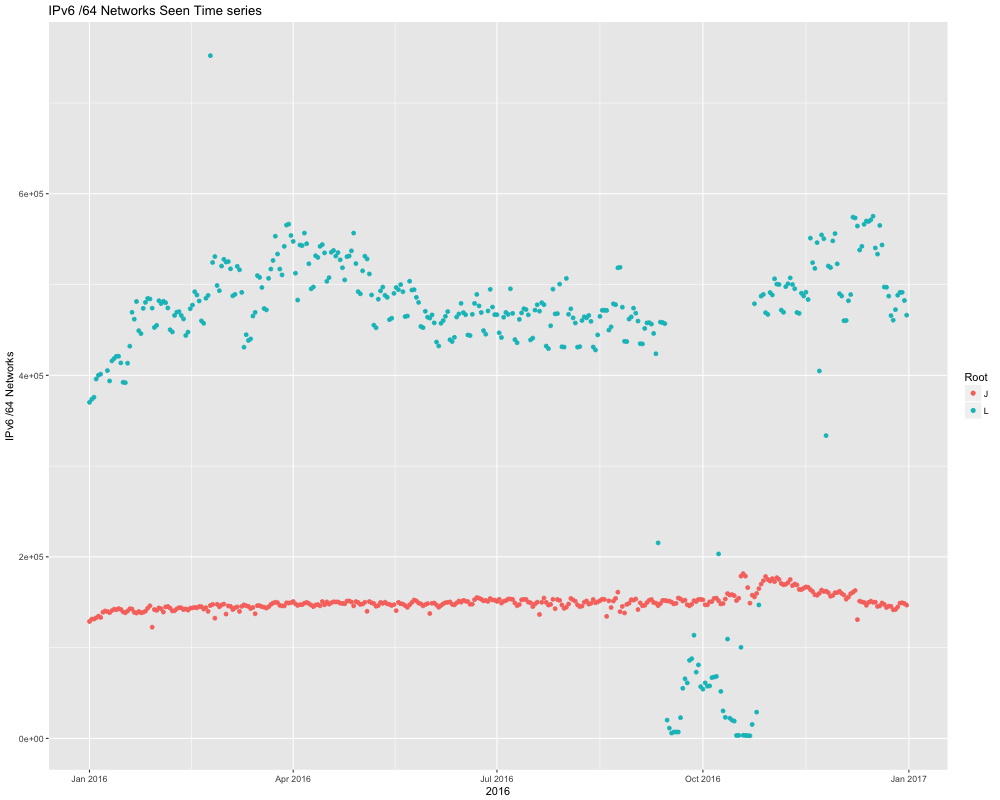 IPv6 /64 Networks Seen Time series
6e+05
4e+05
2e+05
0e+00
IPv6 /64 Networks
Jan 2016
Apr 2016
Jul 2016
Oct 2016
Jan 2017
2016
Root
J
L